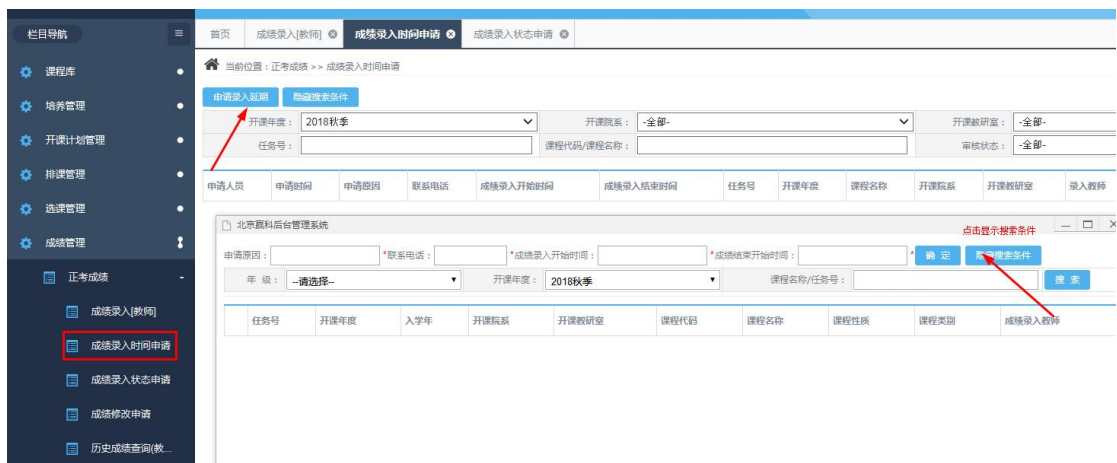 栏目导航
首页 成绩录入[教师] 成绩录入时间申请 成绩录入状态申请
当前位置：正考成绩 >> 成绩录入时间申请
课程库
培养管理
开课计划管理
排课管理
选课管理
成绩管理
正考成绩
成绩录入[教师]
成绩录入时间申请
成绩录入状态申请
成绩修改申请
历史成绩查询(教...
申请录入延期 隐藏搜索条件
开课年度： 2018秋季 开课院系： -全部- 开课教研室： -全部-
任务号： 课程代码/课程名称： 审核状态： -全部-
申请人员 申请时间 申请原因 联系电话 成绩录入开始时间 成绩录入结束时间 任务号 开课年度 课程名称 开课院系 开课教研室 录入教师
北京赢科后台管理系统
点击显示搜索条件
申请原因： *联系电话： *成绩录入开始时间： *成绩结束开始时间： * 确 定 隐藏搜索条件
年 级： --请选择-- 开课年度： 2018秋季 课程名称/任务号： 搜 索
任务号 开课年度 入学年 开课院系 开课教研室 课程代码 课程名称 课程性质 课程类别 成绩录入教师